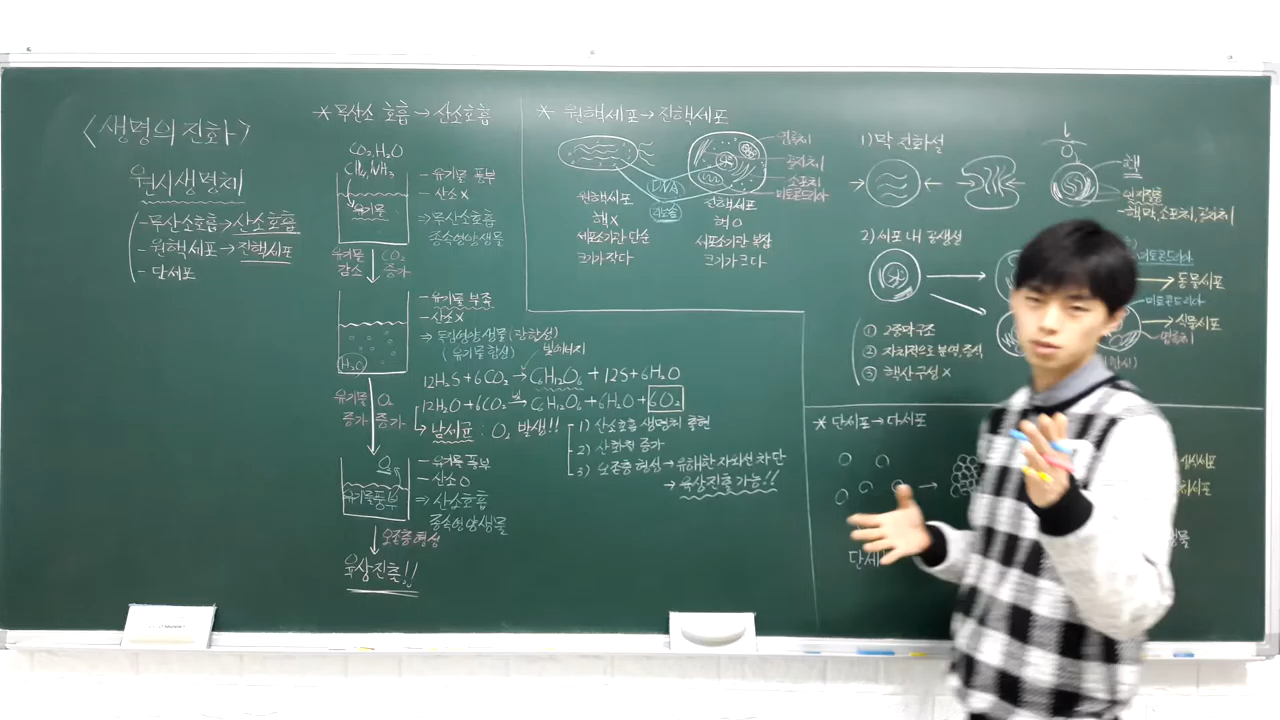 <생명의 진화>
원시생명체
- 무산소호흡→산소호흡
- 원핵세포→진핵세포
- 단세포
* 무산소 호흡→산소호흡
CO₂, H₂O
CH₄, NH₃
유기물
- 유기물 풍부
- 산소 X
⇒ 무산소호흡
종속영양생물
유기물 감소
CO₂ 증가
- 유기물 부족
- 산소X
⇒ 독립영양생물(광합성)
(유기물 합성)
빛에너지
H₂O
12H₂S+6CO₂→C₆H₁₂O₆+12S+6H₂O
12H₂O+6CO₂→C₆H₁₂O₆+6H₂O+6O₂
빛
→ 남세균 : O₂ 발생!!
1) 산소호흡 생명체 출현
2) 산화철 증가
3) 오존층 형성→유해한 자외선 차단
→육상진출 가능!!
유기물 증가
O₂ 증가
O₂
유기물풍부
- 유기물 풍부
- 산소 O
⇒ 산소호흡
종속영양생물
오존층 형성
육상진출!!
* 원핵세포→진핵세포
DNA
리보솜
엽록체
골지체
소포체
미토콘드리아
원핵세포
핵 X
세포소기관 단순
크기가 작다
진핵세포
핵 O
세포소기관 복잡
크기가 크다
1) 막 진화설
핵
- 핵막, 소포체, 골지체
2) 세포 내 공생설
미토콘드리아
동물세포
미토콘드리아
식물세포
엽록체
① 2중막 구조
② 자체적으로 분열, 증식
③ 핵산 구성 X
* 단세포→다세포
단세